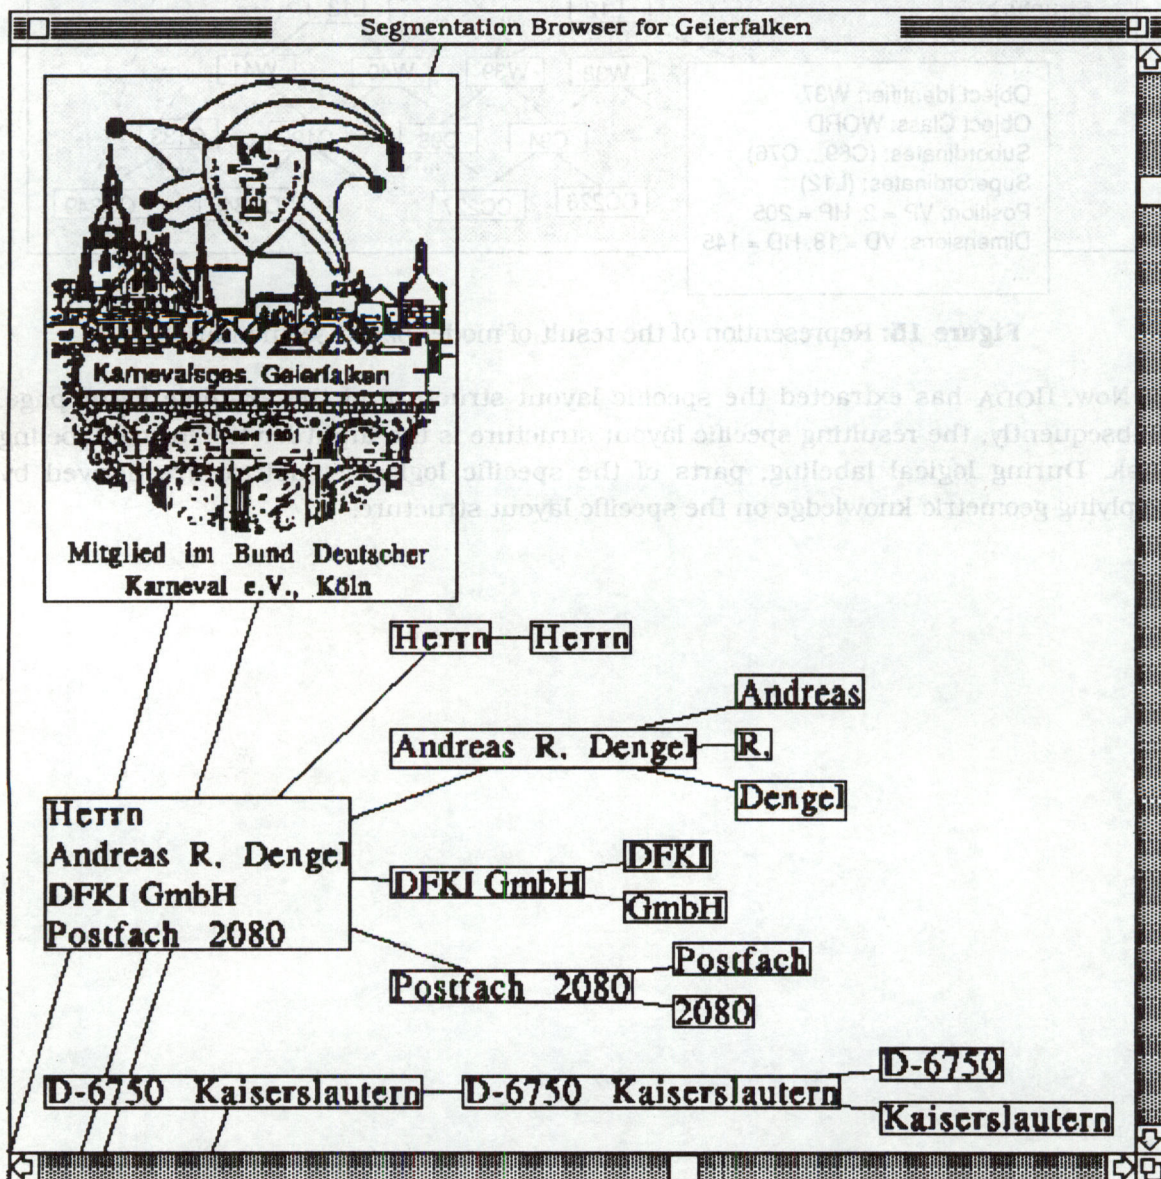 Segmentation Browser for Geierfalken
Karnevalsges. Geierfalken
Mitglied im Bund Deutscher
Karneval e.V., Köln
Herrn Herrn
Andreas
Andreas R. Dengel R.
Dengel
Herrn
Andreas R. Dengel
DFKI GmbH
Postfach 2080
DFKI GmbH
DFKI
GmbH
Postfach 2080
Postfach
2080
D-6750 Kaiserslautern D-6750 Kaiserslautern
D-6750
Kaiserslautern